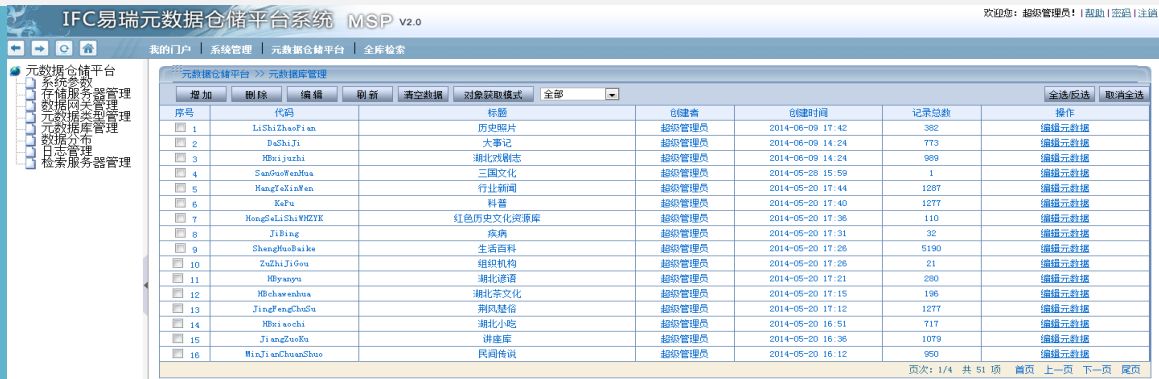 IFC易瑞元数据仓储平台系统 MSP V2.0
欢迎您：超级管理员！|帮助|密码|注销
我的门户 | 系统管理 | 元数据仓储平台 | 全库检索
元数据仓储平台
系统参数
存储服务器管理
数据网关管理
元数据类型管理
元数据库管理
数据分布
日志管理
检索服务器管理
元数据仓储平台 >> 元数据库管理
增加 删除 编辑 刷新 清空数据 对象获取模式 全部 全选/反选 取消全选
序号 代码 标题 创建者 创建时间 记录总数 操作
1 LiShiZhaoPian 历史照片 超级管理员 2014-06-09 17:42 382 编辑元数据
2 DaShiJi 大事记 超级管理员 2014-06-09 14:24 773 编辑元数据
3 HBxijuzhi 湖北戏剧志 超级管理员 2014-06-09 14:24 989 编辑元数据
4 SanGuoWenHua 三国文化 超级管理员 2014-05-28 15:59 1 编辑元数据
5 HangYeXinWen 行业新闻 超级管理员 2014-05-20 17:44 1287 编辑元数据
6 KePu 科普 超级管理员 2014-05-20 17:40 1277 编辑元数据
7 HongSeLiShiWHZYK 红色历史文化资源库 超级管理员 2014-05-20 17:36 110 编辑元数据
8 JiBing 疾病 超级管理员 2014-05-20 17:31 32 编辑元数据
9 ShengHuoBaike 生活百科 超级管理员 2014-05-20 17:26 5190 编辑元数据
10 ZuZhiJiGou 组织机构 超级管理员 2014-05-20 17:26 21 编辑元数据
11 HByanyu 湖北谚语 超级管理员 2014-05-20 17:21 280 编辑元数据
12 HBchawenhua 湖北茶文化 超级管理员 2014-05-20 17:15 196 编辑元数据
13 JingFengChuSu 荆风楚俗 超级管理员 2014-05-20 17:12 1277 编辑元数据
14 HBxiaochi 湖北小吃 超级管理员 2014-05-20 16:51 717 编辑元数据
15 JiangZuoKu 讲座库 超级管理员 2014-05-20 16:36 1079 编辑元数据
16 MinJianChuanShuo 民间传说 超级管理员 2014-05-20 16:12 950 编辑元数据
页次：1/4 共 51 项 首页 上一页 下一页 尾页